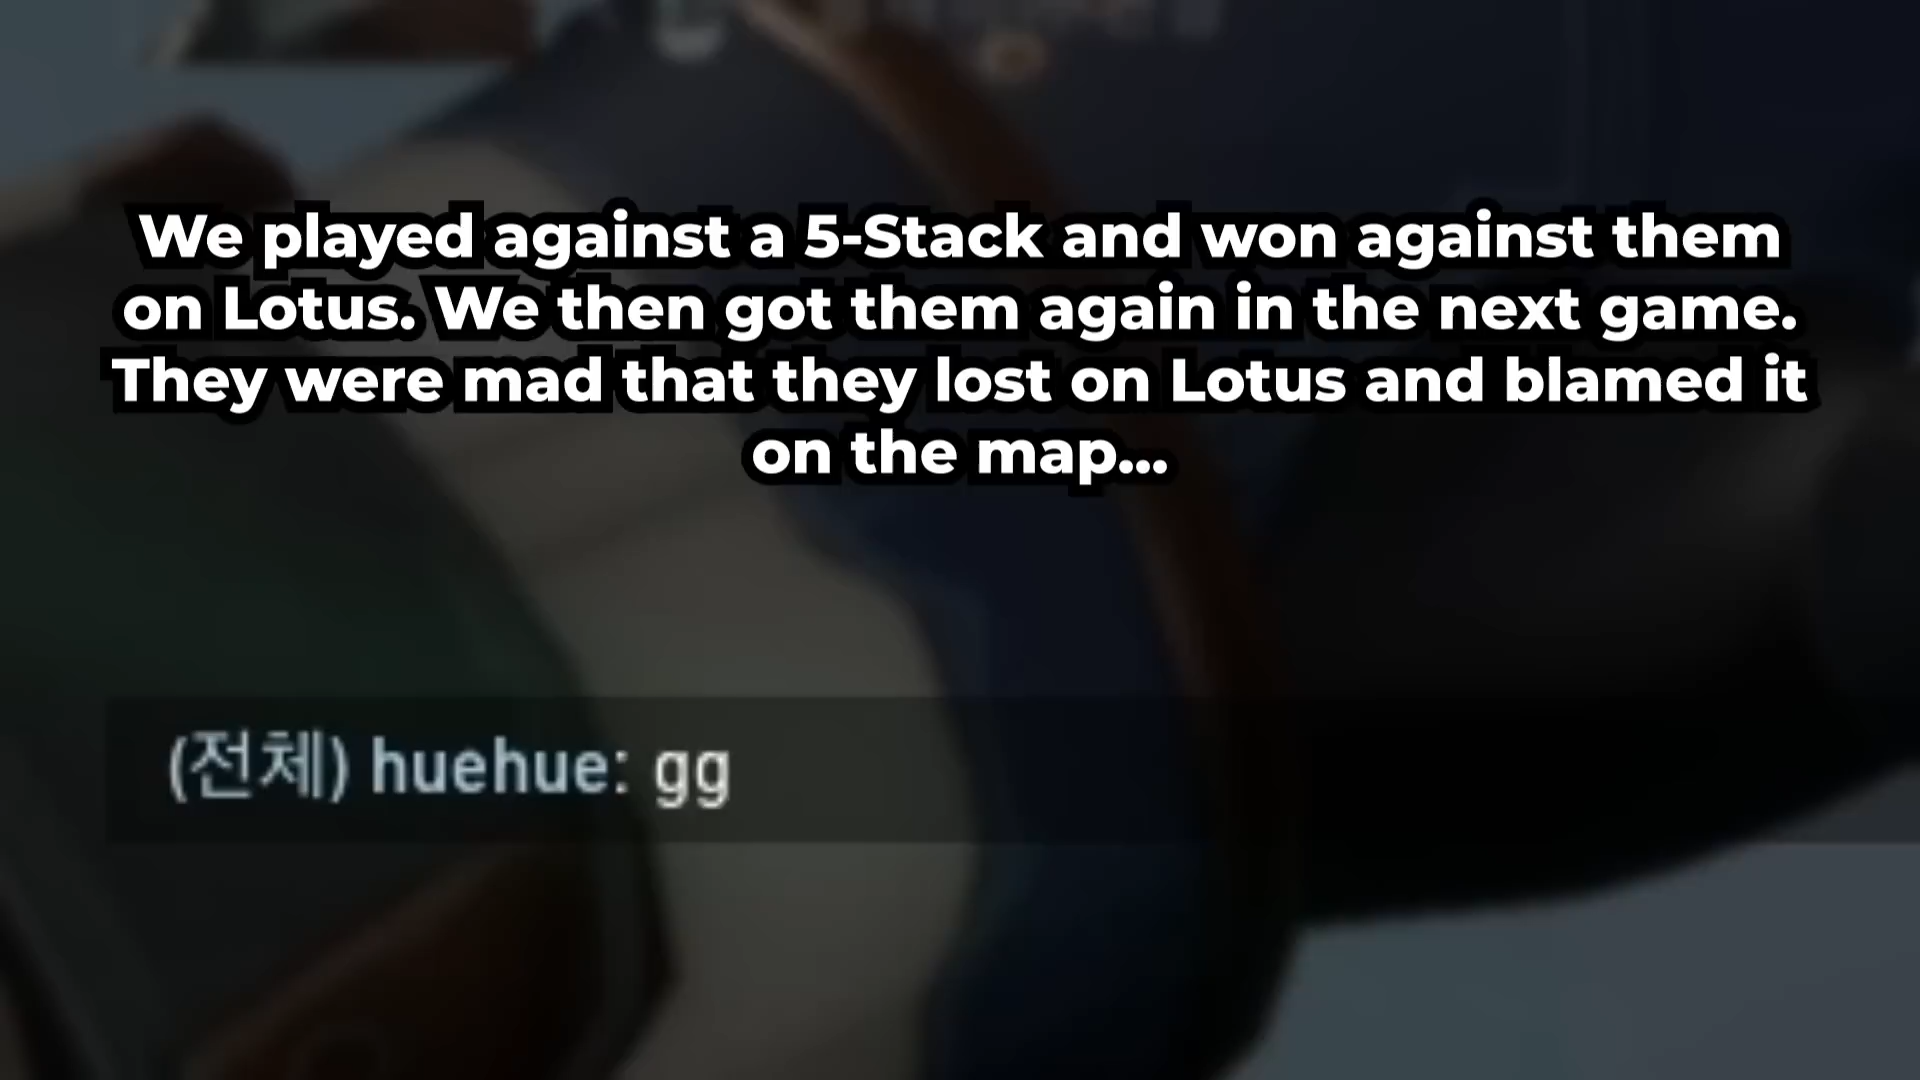 We played against a 5-Stack and won against them
on Lotus. We then got them again in the next game.
They were mad that they lost on Lotus and blamed it
on the map...
(전체) huehue: gg